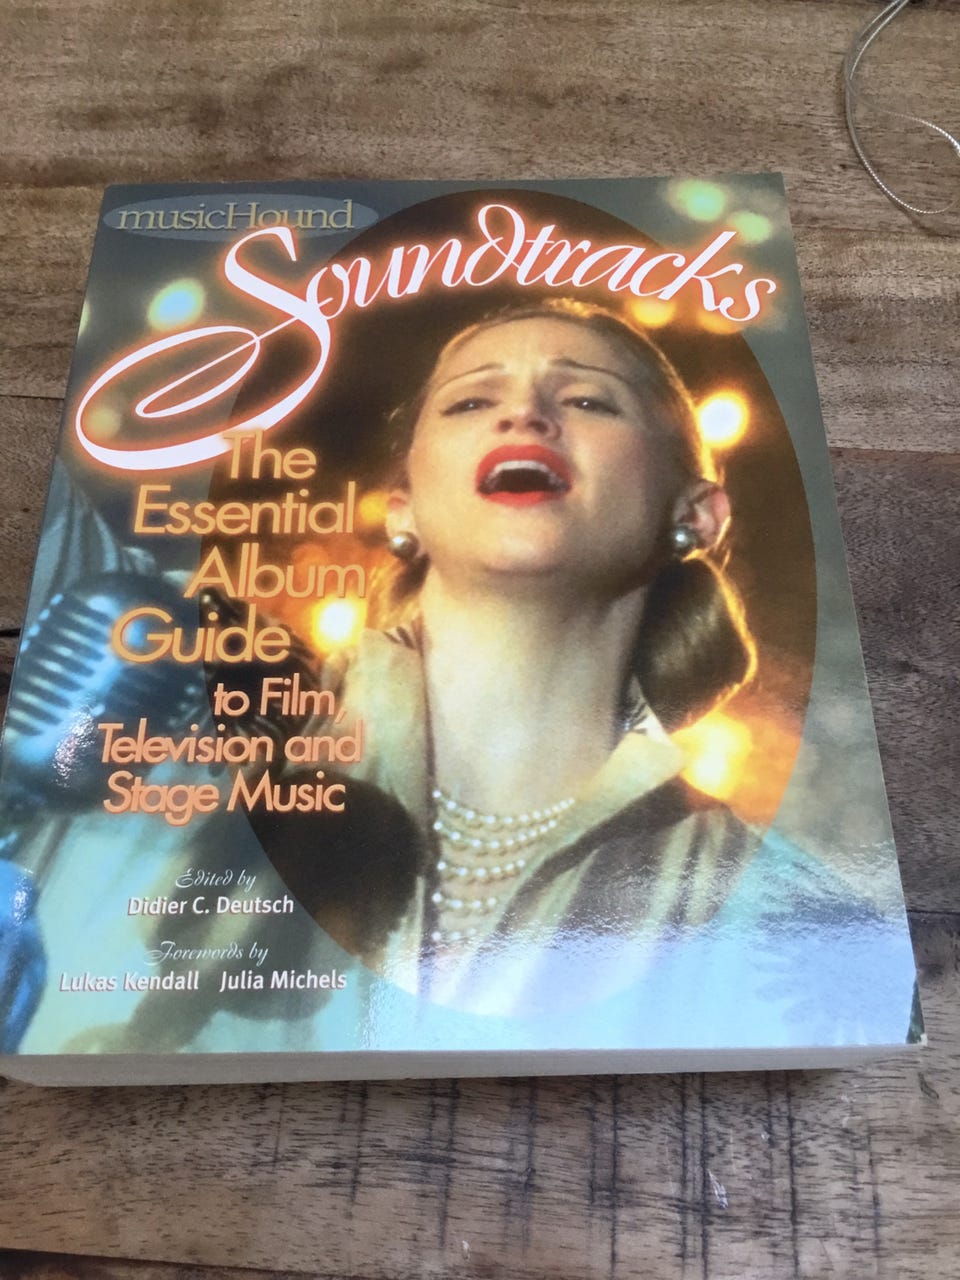 musicHound
Soundtracks
The
Essential
Album
Guide
to Film,
Television and
Stage Music
Edited by
Didier C. Deutsch
Forewords by
Lukas Kendall Julia Michels